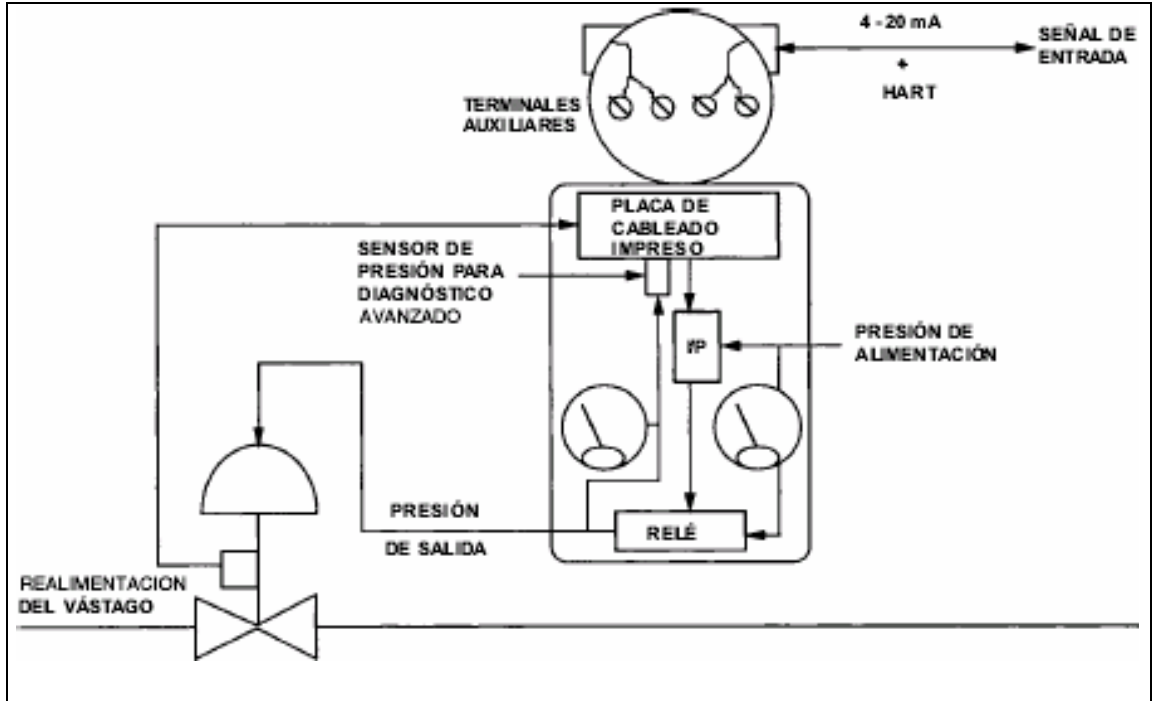 4 - 20 mA
+
HART
SEÑAL DE
ENTRADA
TERMINALES
AUXILIARES
PLACA DE
CABLEADO
IMPRESO
SENSOR DE
PRESIÓN PARA
DIAGNÓSTICO
AVANZADO
I/P
PRESIÓN DE
ALIMENTACIÓN
PRESIÓN
DE SALIDA
RELÉ
REALIMENTACION
DEL VÁSTAGO